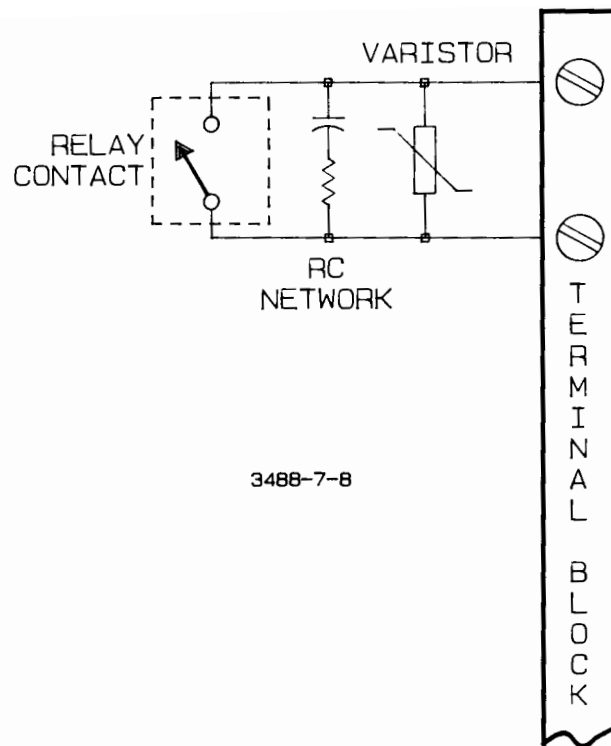 VARISTOR
RELAY
CONTACT
RC
NETWORK
TERMINAL BLOCK
3488-7-8